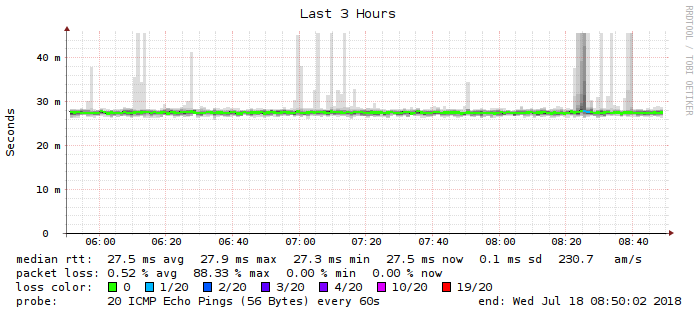 Last 3 Hours
RRDTOOL / TOBI OETIKER
Seconds
40 m
30 m
20 m
10 m
0
06:00 06:20 06:40 07:00 07:20 07:40 08:00 08:20 08:40
median rtt: 27.5 ms avg 27.9 ms max 27.3 ms min 27.5 ms now 0.1 ms sd 230.7 am/s
packet loss: 0.52 % avg 88.33 % max 0.00 % min 0.00 % now
loss color: 0 1/20 2/20 3/20 4/20 10/20 19/20
probe: 20 ICMP Echo Pings (56 Bytes) every 60s end: Wed Jul 18 08:50:02 2018